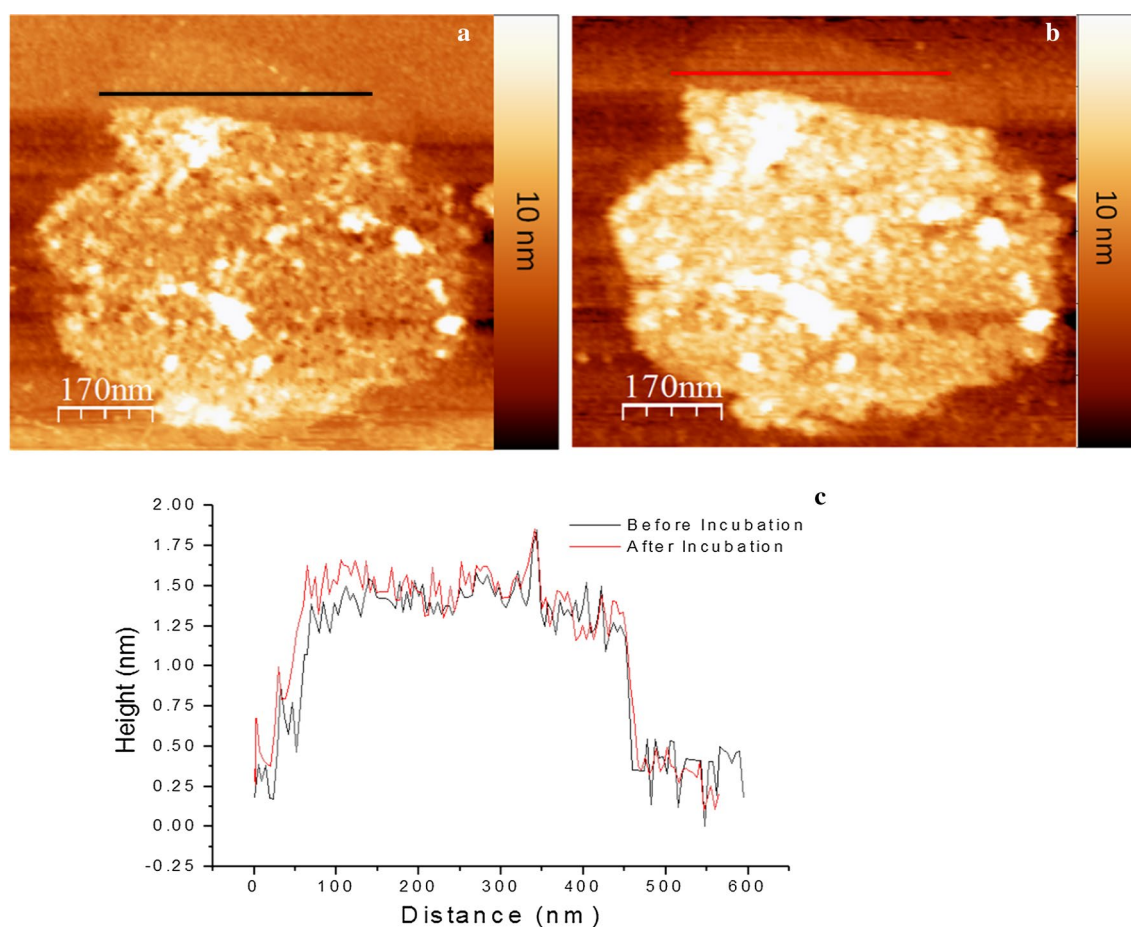 a
10 nm
170nm
b
10 nm
170nm
c
Before Incubation
After Incubation
Height (nm)
2.00
1.75
1.50
1.25
1.00
0.75
0.50
0.25
0.00
-0.25
0 100 200 300 400 500 600
Distance (nm)